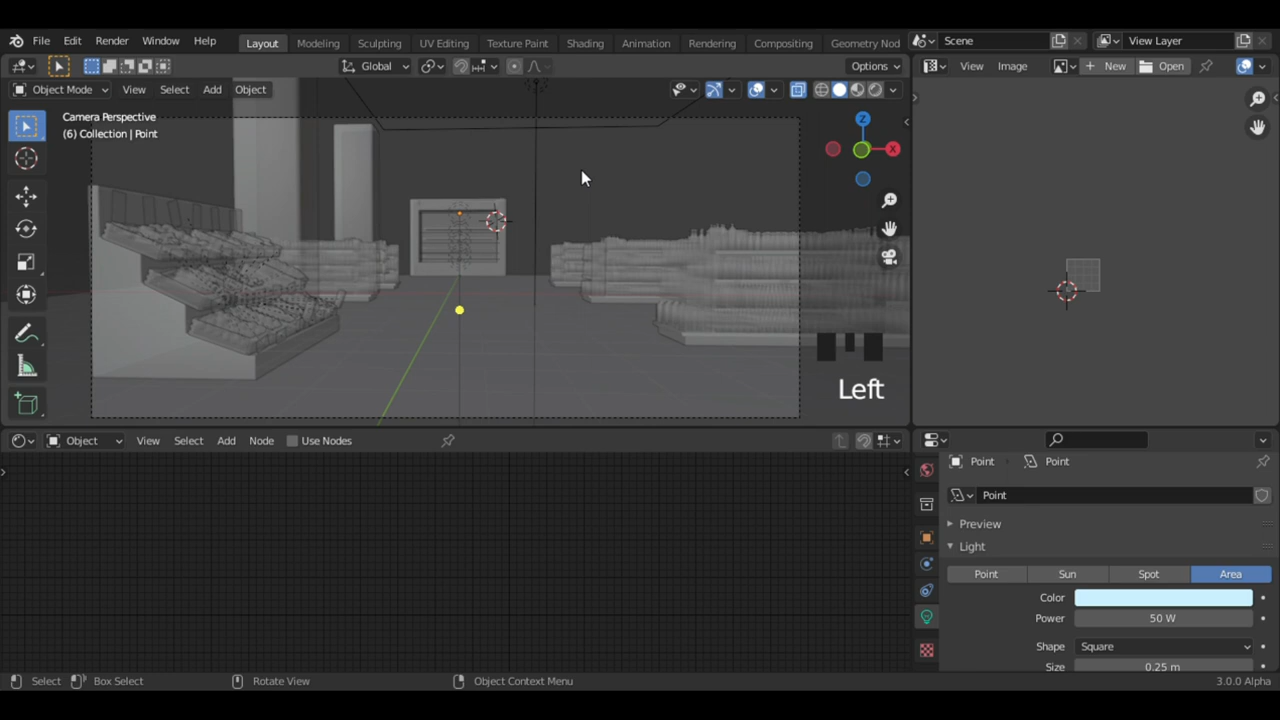 File Edit Render Window Help Layout Modeling Sculpting UV Editing Texture Paint Shading Animation Rendering Compositing Geometry Nod Scene View Layer
Global Options View Image New Open
Object Mode View Select Add Object
Camera Perspective
(6) Collection | Point
Z
X
Left
Object View Select Add Node Use Nodes
Point Point
Point
Preview
Light
Point Sun Spot Area
Color
Power 50 W
Shape Square
Size 0.25 m
Select Box Select Rotate View Object Context Menu 3.0.0 Alpha